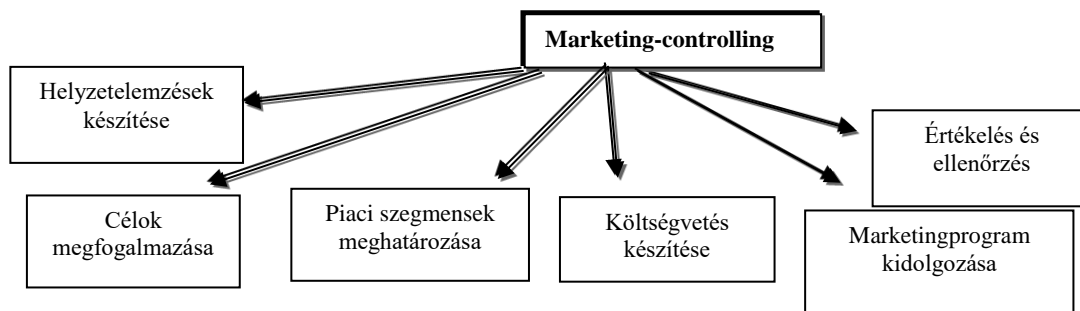 Marketing-controlling
Helyzetelemzések
készítése
Célok
megfogalmazása
Piaci szegmensek
meghatározása
Költségvetés
készítése
Marketingprogram
kidolgozása
Értékelés és
ellenőrzés